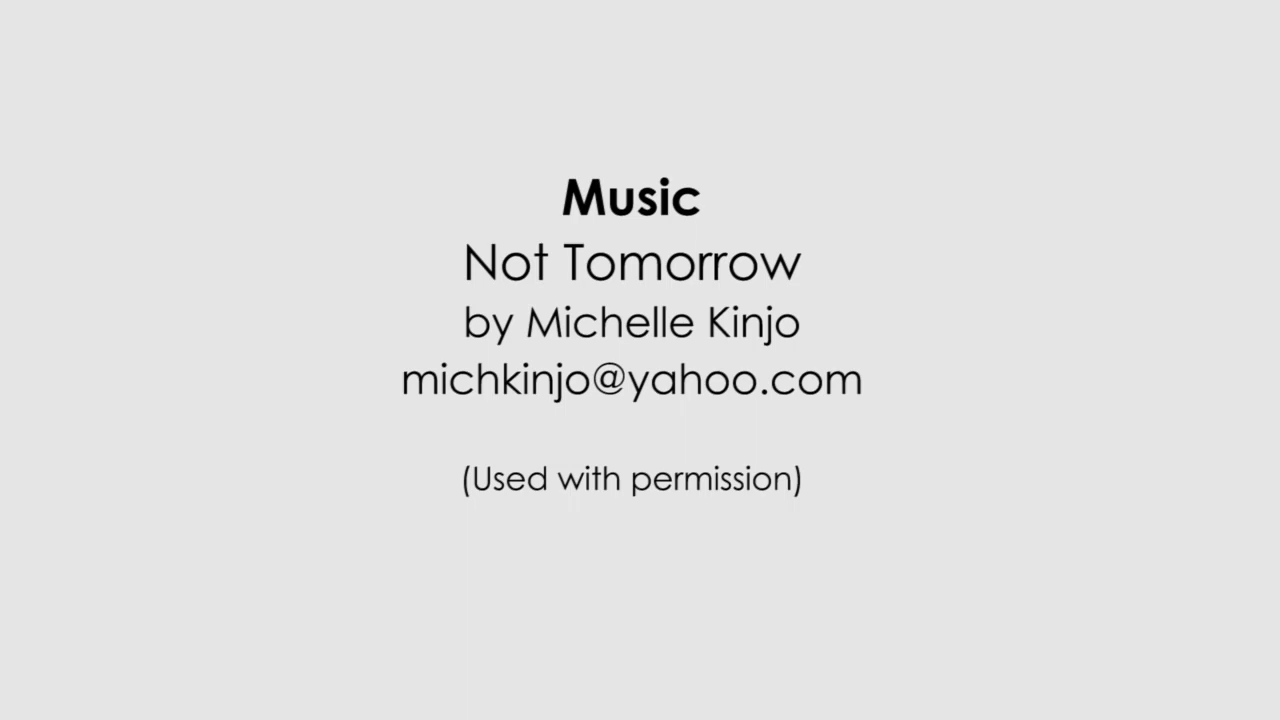 Music
Not Tomorrow
by Michelle Kinjo
michkinjo@yahoo.com
(Used with permission)